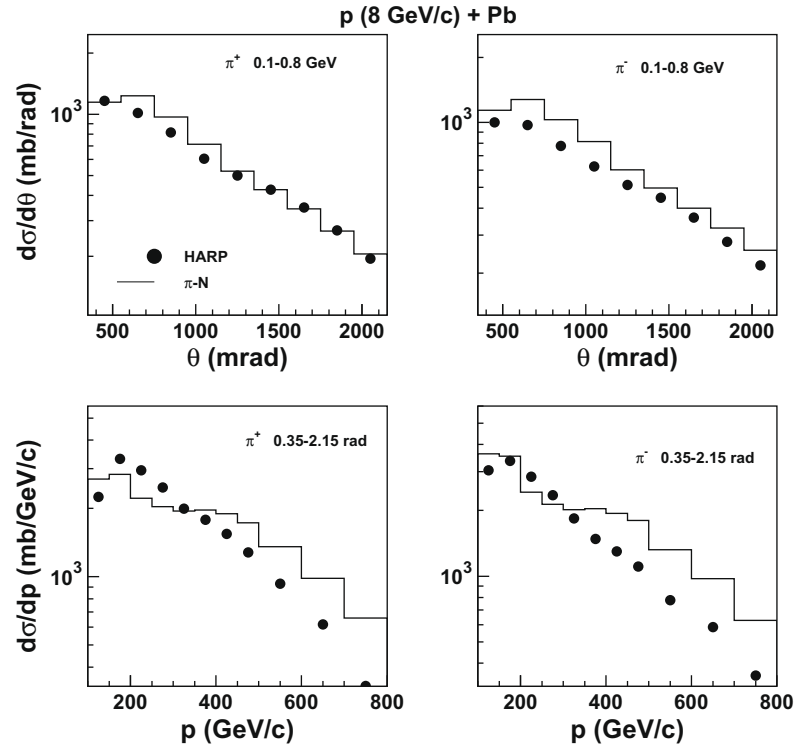 p (8 GeV/c) + Pb
dσ/dθ (mb/rad)
10³
π⁺ 0.1-0.8 GeV
HARP
π-N
500 1000 1500 2000
θ (mrad)
10³
π⁻ 0.1-0.8 GeV
500 1000 1500 2000
θ (mrad)
dσ/dp (mb/GeV/c)
10³
π⁺ 0.35-2.15 rad
200 400 600 800
p (GeV/c)
10³
π⁻ 0.35-2.15 rad
200 400 600 800
p (GeV/c)